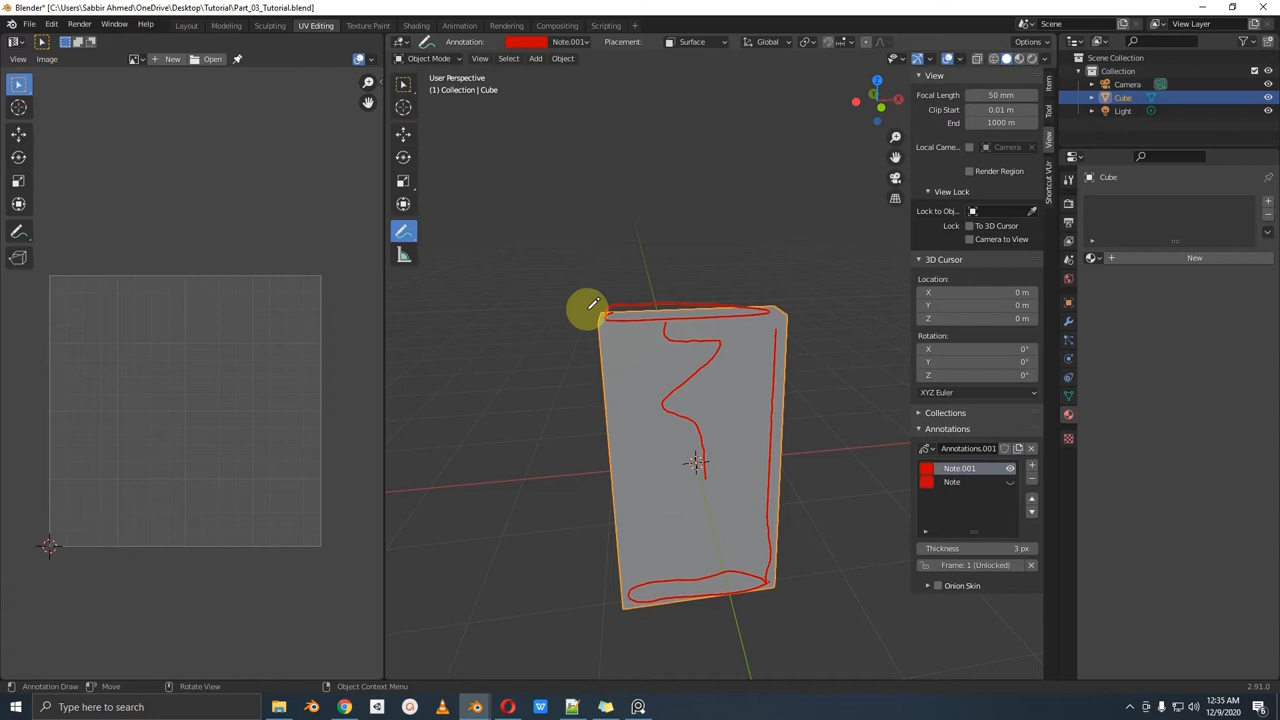 Blender* [C:\Users\Sabbir Ahmed\OneDrive\Desktop\Tutorial\Part_03_Tutorial.blend]
File Edit Render Window Help Layout Modeling Sculpting UV Editing Texture Paint Shading Animation Rendering Compositing Scripting Scene View Layer
New Open Annotation: Note.001 Placement: Surface Global Options
View Image Object Mode View Select Add Object
User Perspective
(1) Collection | Cube
Z
Y
Scene Collection
Collection
Camera
Cube
Light
Cube
New
View
Focal Length 50 mm
Clip Start 0.01 m
End 1000 m
Local Came... Camera
Render Region
View Lock
Lock to Obj...
Lock To 3D Cursor
Camera to View
3D Cursor
Location:
X 0 m
Y 0 m
Z 0 m
Rotation:
X 0°
Y 0°
Z 0°
XYZ Euler
Collections
Annotations
Annotations.001
Note.001
Note
Thickness 3 px
Frame: 1 (Unlocked)
Onion Skin
Item
Tool
View
Shortcut VUr
Annotation Draw Move Rotate View Object Context Menu 2.91.0
Type here to search
12:35 AM
12/9/2020